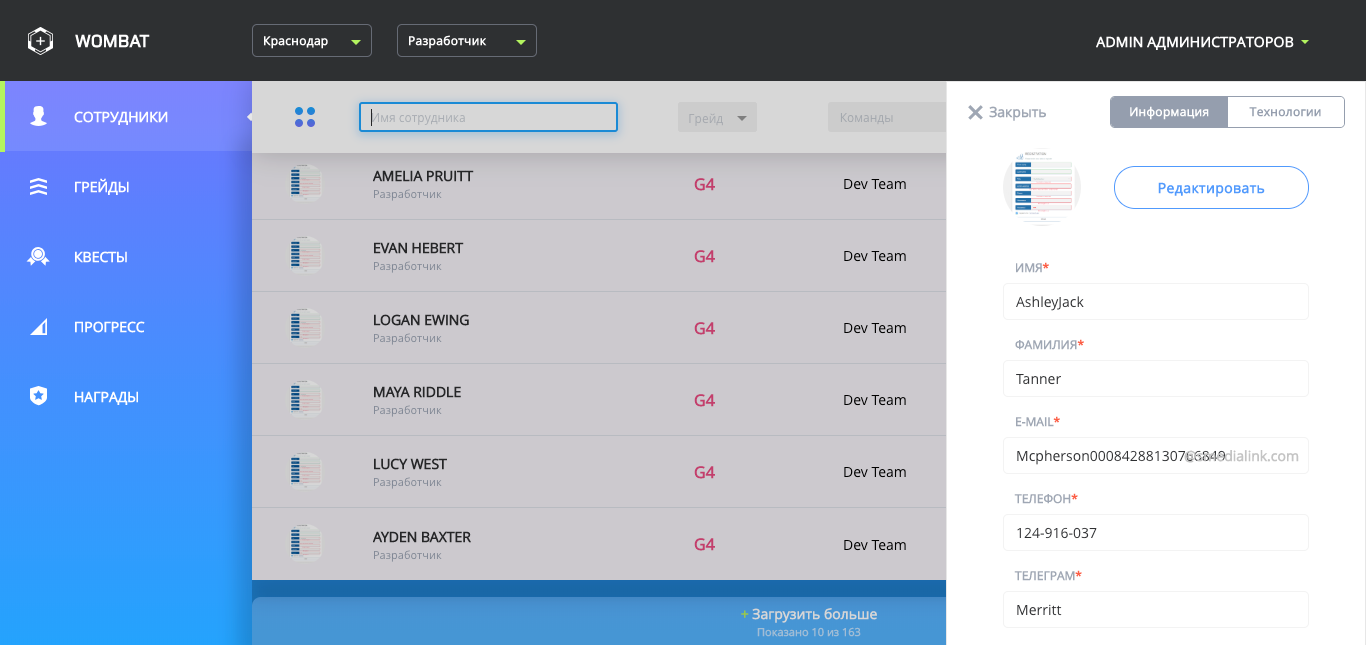 WOMBAT
Краснодар
Разработчик
ADMIN АДМИНИСТРАТОРОВ
СОТРУДНИКИ
ГРЕЙДЫ
КВЕСТЫ
ПРОГРЕСС
НАГРАДЫ
Имя сотрудника
Грейд
Команды
AMELIA PRUITT
Разработчик
G4
Dev Team
EVAN HEBERT
Разработчик
G4
Dev Team
LOGAN EWING
Разработчик
G4
Dev Team
MAYA RIDDLE
Разработчик
G4
Dev Team
LUCY WEST
Разработчик
G4
Dev Team
AYDEN BAXTER
Разработчик
G4
Dev Team
+ Загрузить больше
Показано 10 из 163
Закрыть
Информация
Технологии
Редактировать
ИМЯ*
AshleyJack
ФАМИЛИЯ*
Tanner
E-MAIL*
ТЕЛЕФОН*
124-916-037
ТЕЛЕГРАМ*
Merritt